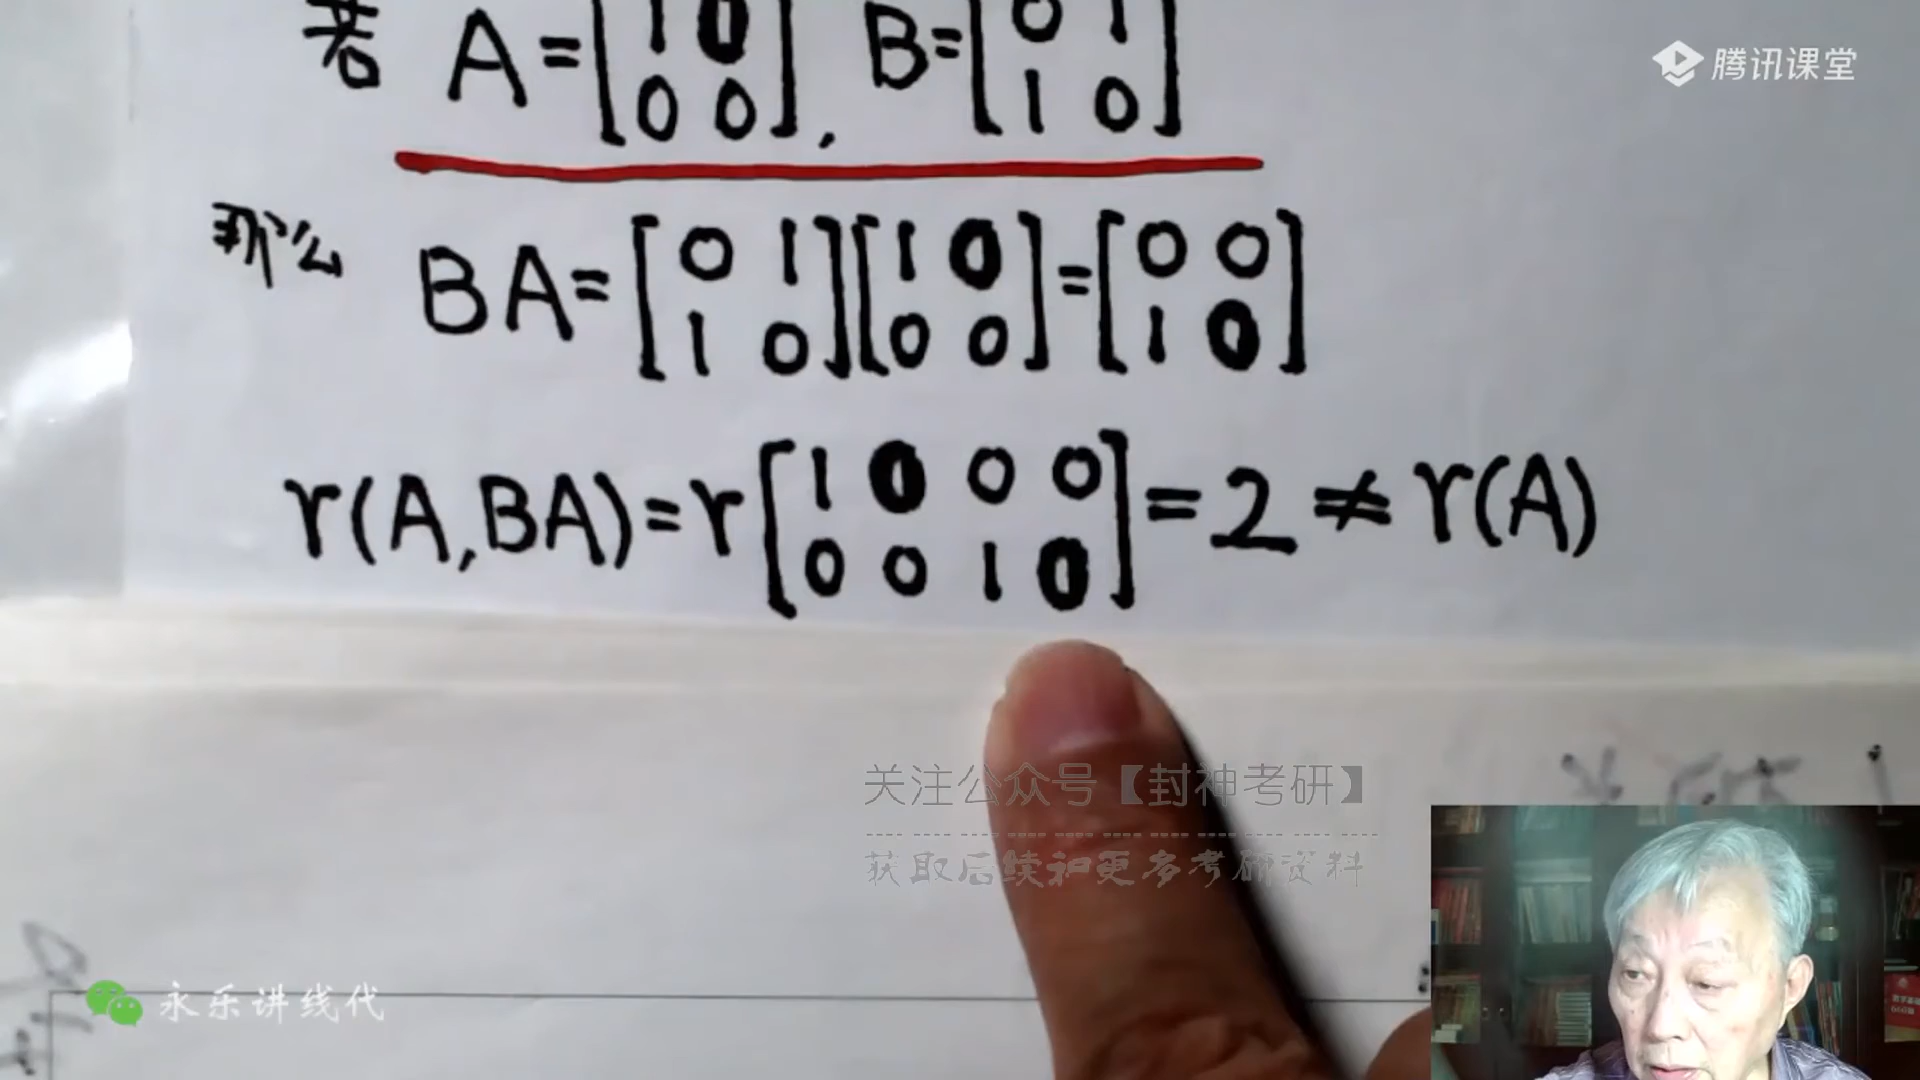 若 A = [1 0; 0 0], B = [0 1; 1 0]
腾讯课堂
那么 BA = [0 1; 1 0][1 0; 0 0] = [0 0; 1 0]
r(A, BA) = r[1 0 0 0; 0 0 1 0] = 2 ≠ r(A)
关注公众号【封神考研】
获取后续和更多考研资料
永乐讲线代